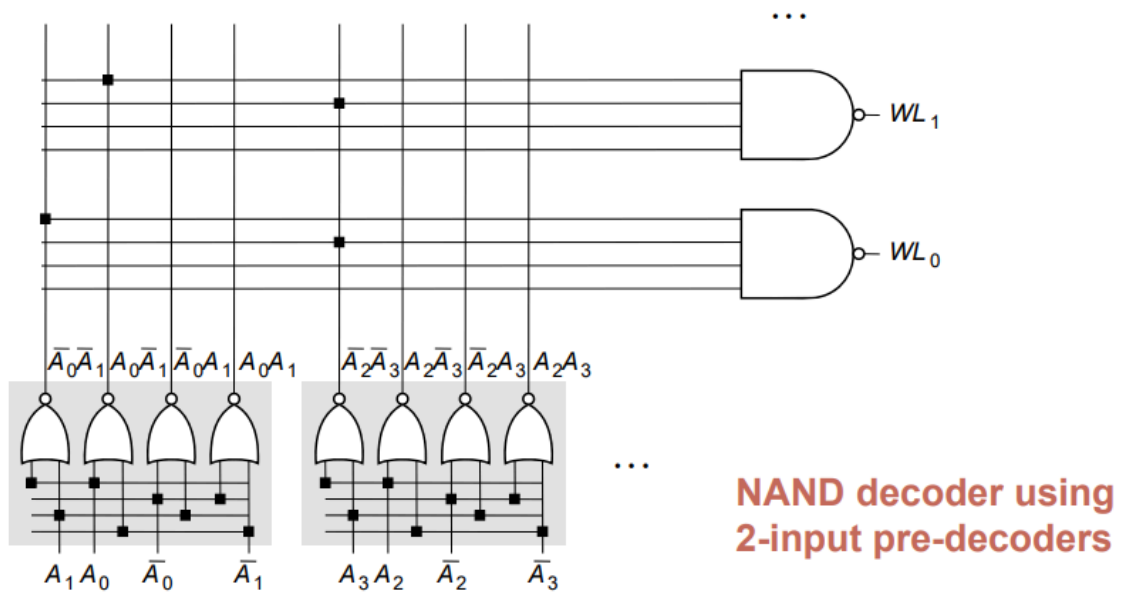 ...
WL1
WL0
A̅0A̅1 A0A̅1 A̅0A1 A0A1 A̅2A̅3 A2A̅3 A̅2A3 A2A3
...
NAND decoder using
2-input pre-decoders
A1 A0 A̅0 A̅1 A3 A2 A̅2 A̅3